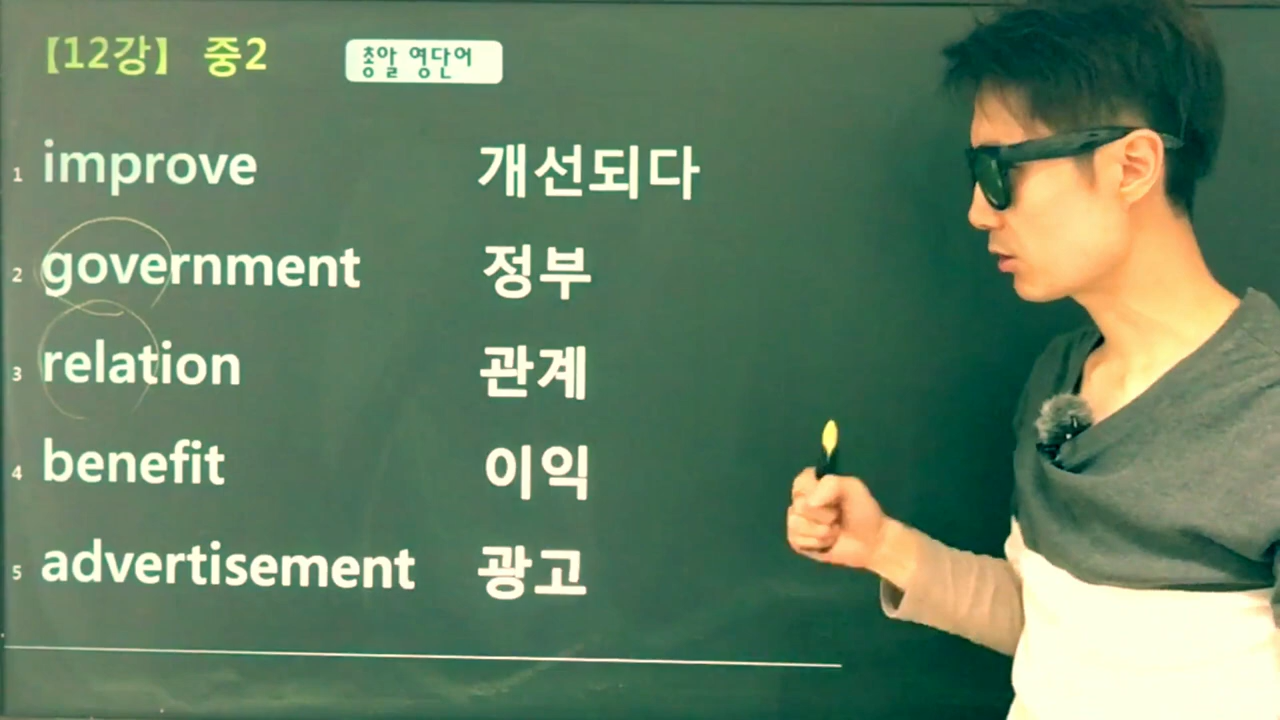 【12강】 중2 총알 영단어
1 improve 개선되다
2 government 정부
3 relation 관계
4 benefit 이익
5 advertisement 광고